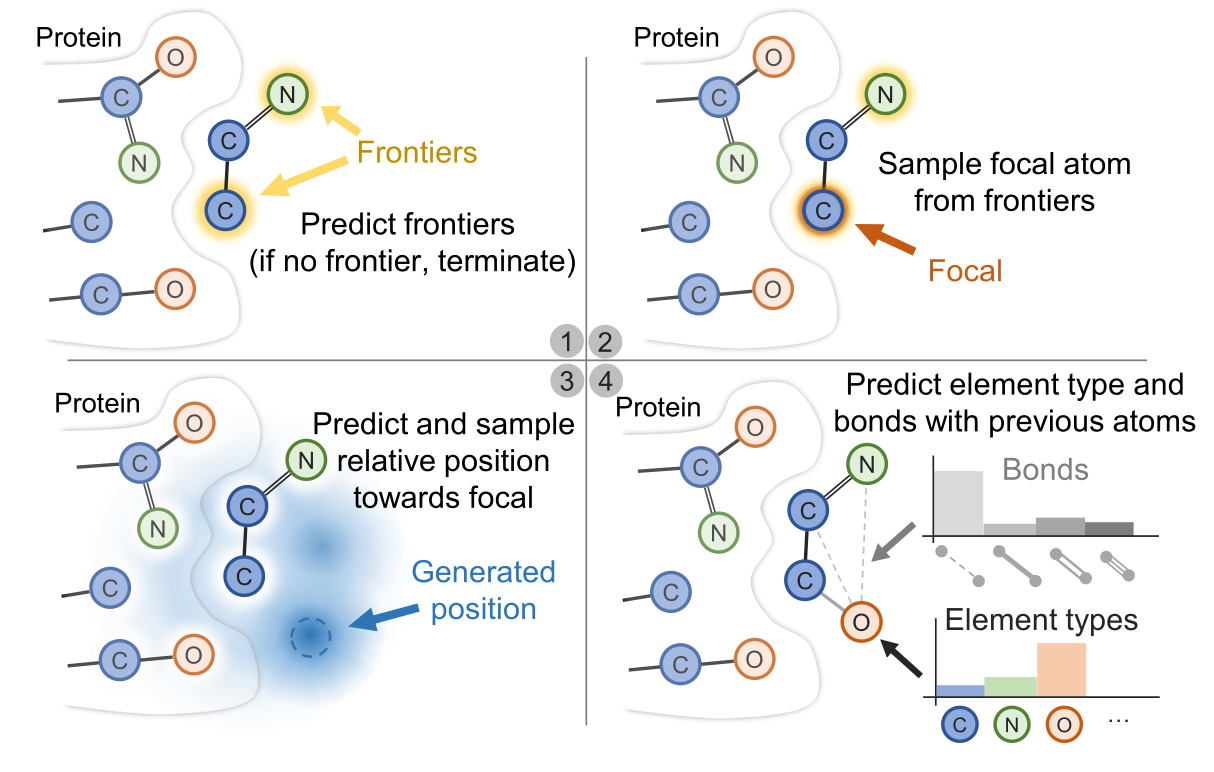 Protein
O
C
N
N
C
C
Frontiers
Predict frontiers
(if no frontier, terminate)
C
C
O
1
Protein
O
C
N
N
C
C
Sample focal atom
from frontiers
Focal
C
C
O
2
3
Protein
O
C
N
N
C
C
Predict and sample
relative position
towards focal
Generated
position
C
C
O
4
Predict element type and
bonds with previous atoms
Protein
O
C
N
N
C
C
O
C
C
O
Bonds
Element types
C
N
O
...